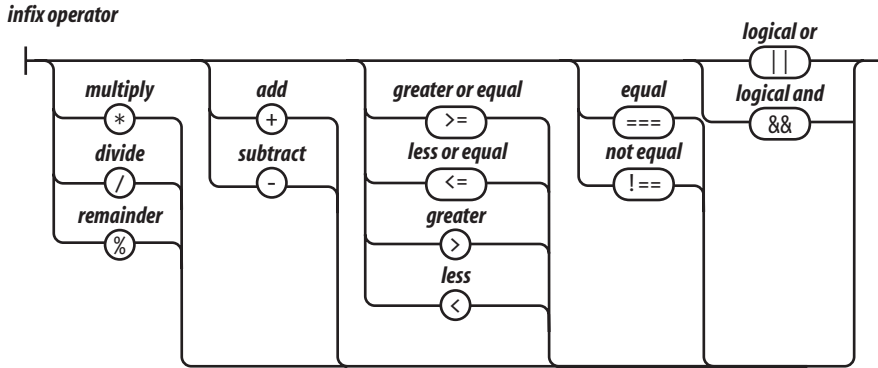 infix operator
logical or
||
multiply add greater or equal equal logical and
* + >= === &&
divide subtract less or equal not equal
/ - <= !==
remainder greater
% >
less
<